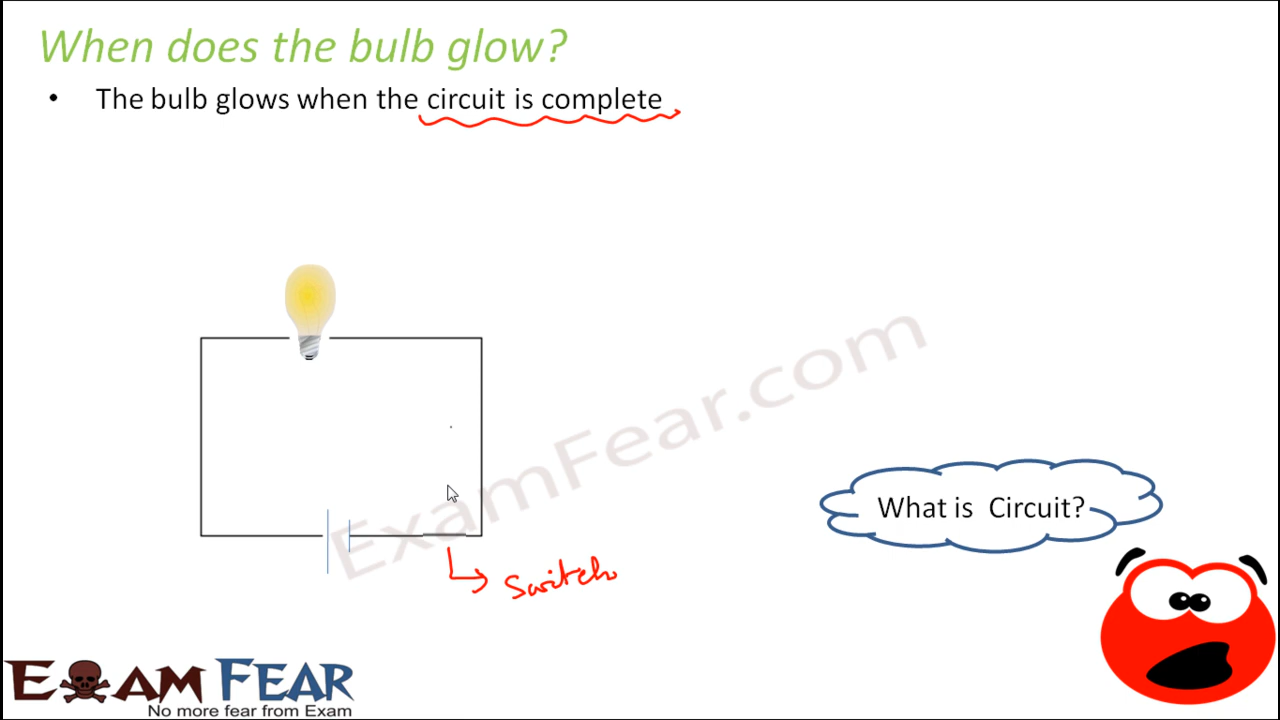 When does the bulb glow?
• The bulb glows when the circuit is complete
ExamFear.com
What is Circuit?
Switch
EXAM FEAR
No more fear from Exam